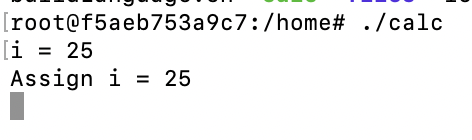 [root@f5aeb753a9c7:/home# ./calc
[i = 25
Assign i = 25